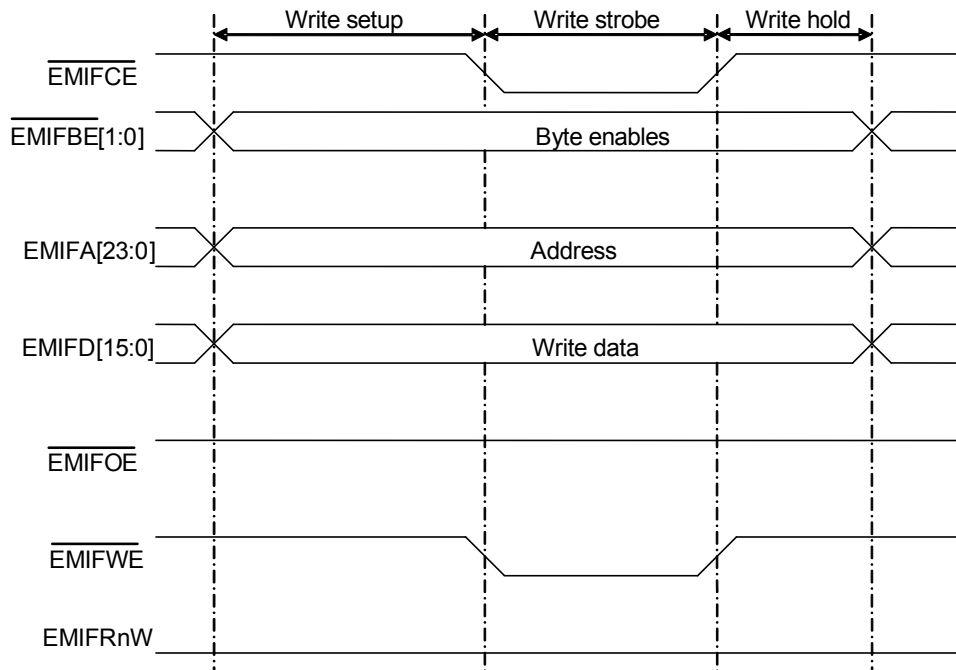 Write setup Write strobe Write hold
EMIFCE
EMIFBE[1:0] Byte enables
EMIFA[23:0] Address
EMIFD[15:0] Write data
EMIFOE
EMIFWE
EMIFRnW